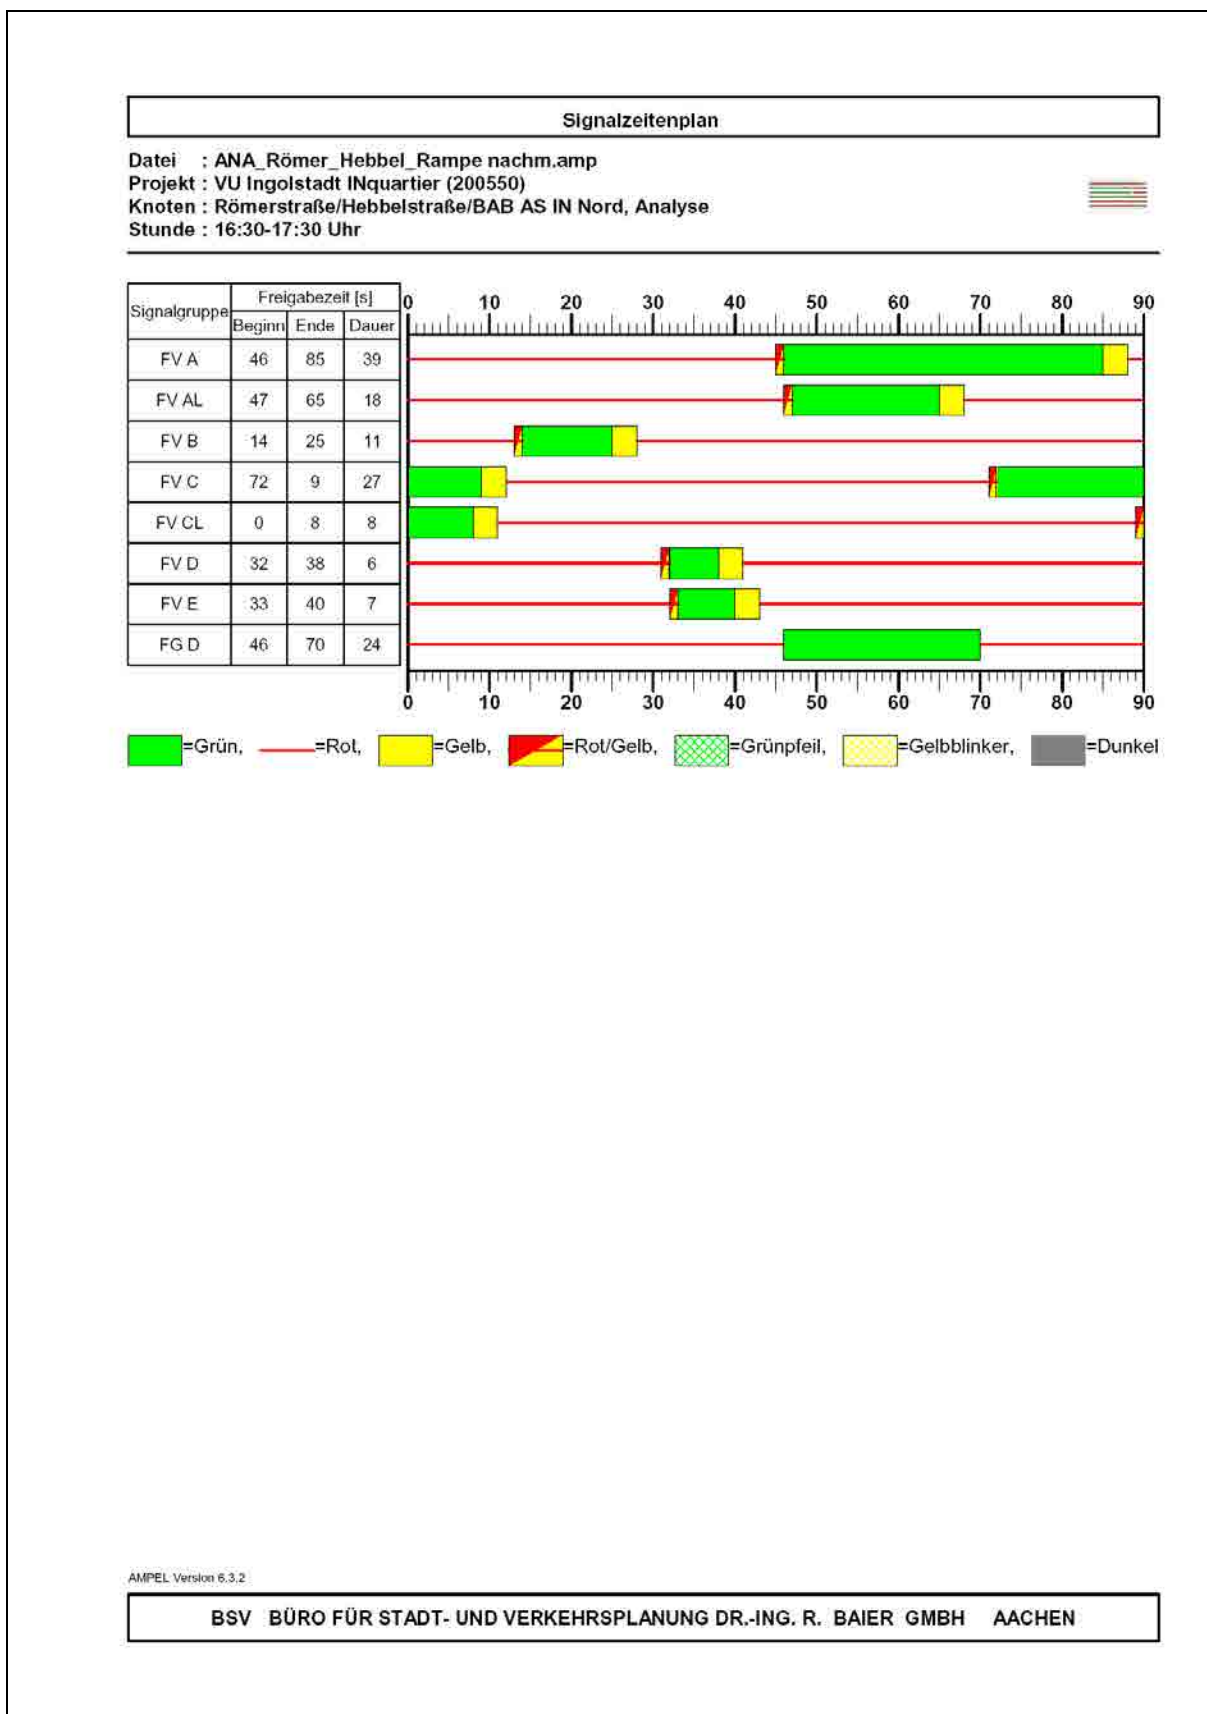 Signalzeitenplan
Datei : ANA_Römer_Hebbel_Rampe nachm.amp
Projekt : VU Ingolstadt INquartier (200550)
Knoten : Römerstraße/Hebbelstraße/BAB AS IN Nord, Analyse
Stunde : 16:30-17:30 Uhr
Signalgruppe Freigabezeit [s]
Beginn Ende Dauer
0 10 20 30 40 50 60 70 80 90
FV A 46 85 39
FV AL 47 65 18
FV B 14 25 11
FV C 72 9 27
FV CL 0 8 8
FV D 32 38 6
FV E 33 40 7
FG D 46 70 24
0 10 20 30 40 50 60 70 80 90
=Grün, =Rot, =Gelb, =Rot/Gelb, =Grünpfeil, =Gelbblinker, =Dunkel
AMPEL Version 6.3.2
BSV BÜRO FÜR STADT- UND VERKEHRSPLANUNG DR.-ING. R. BAIER GMBH AACHEN